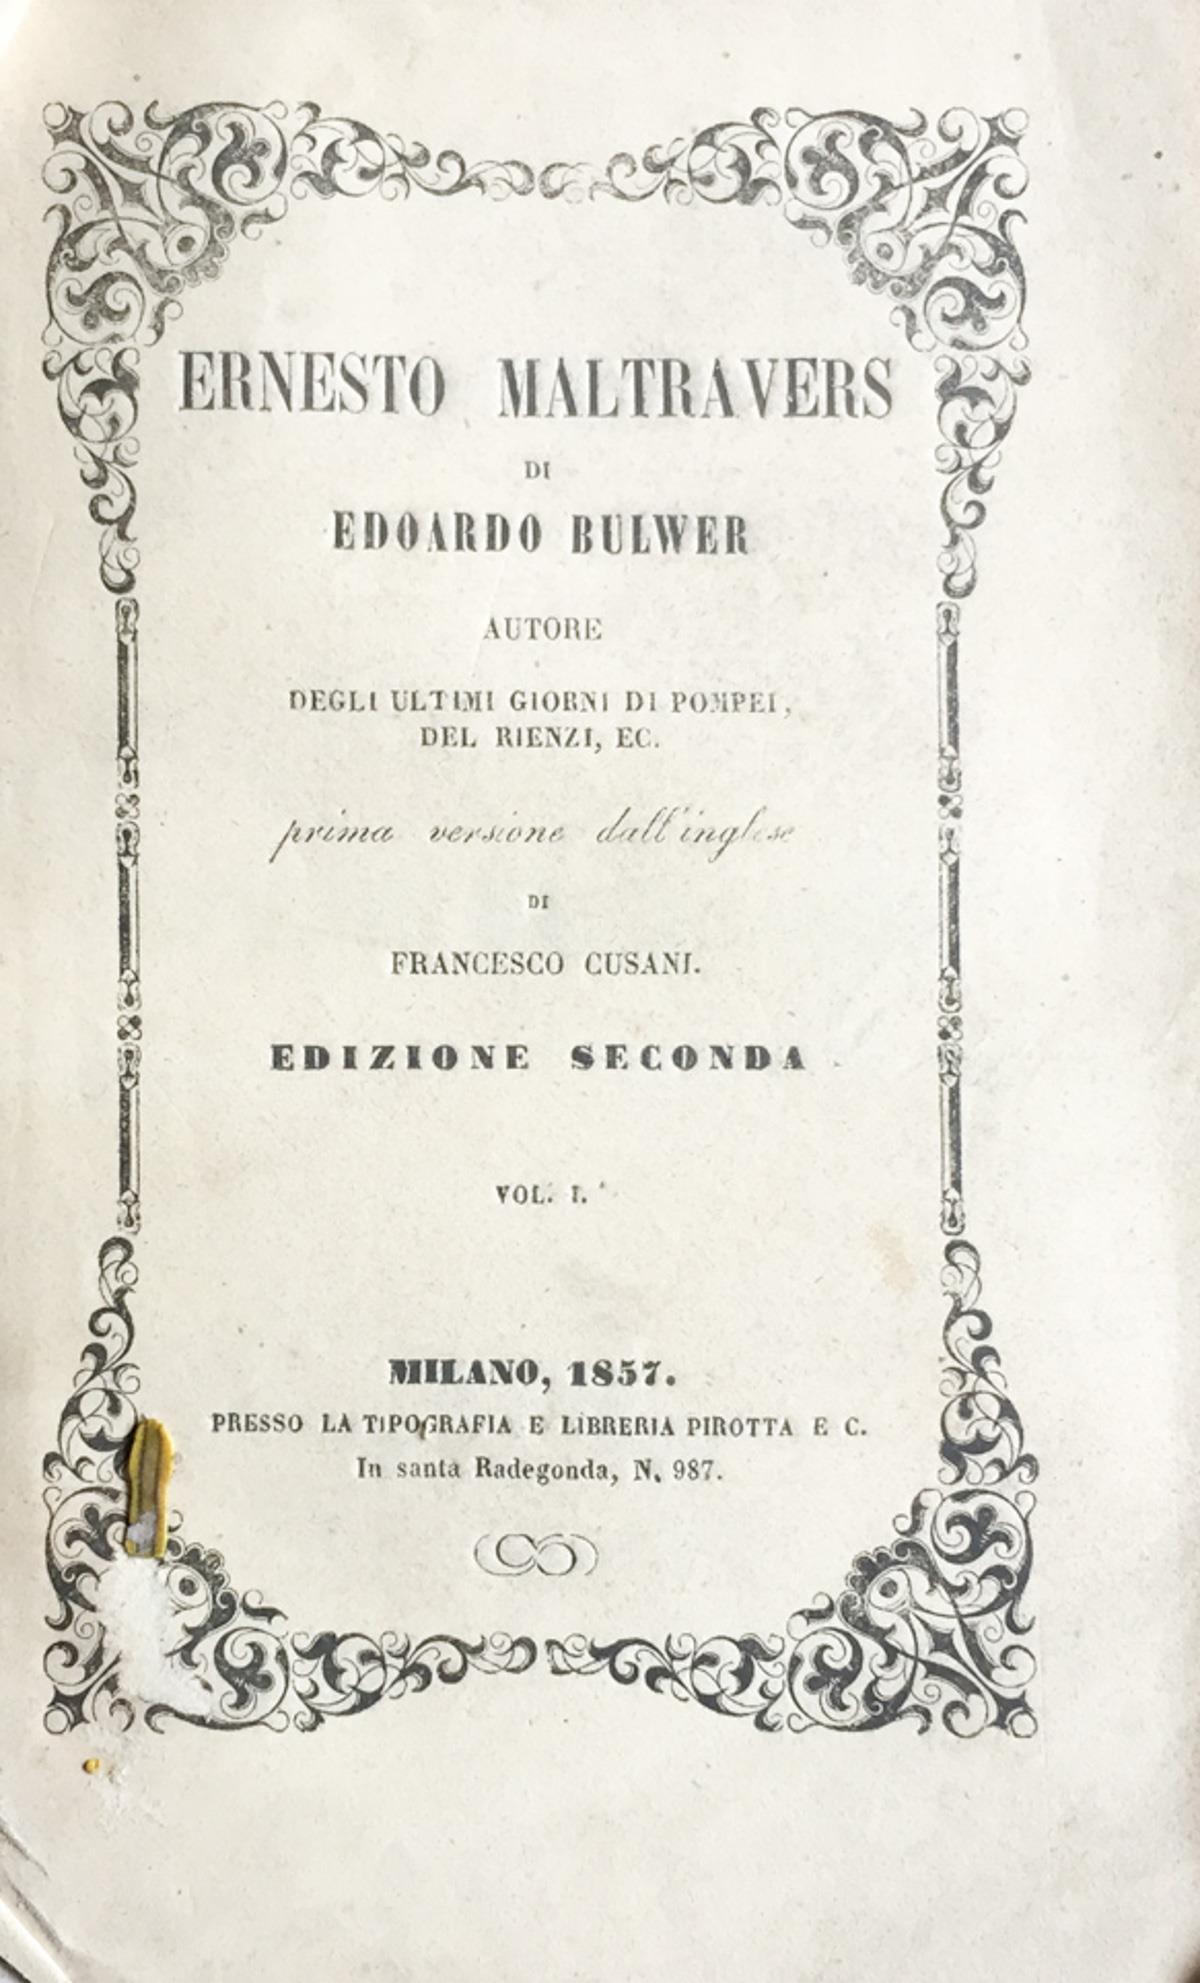 ERNESTO MALTRAVERS
DI
EDOARDO BULWER
AUTORE
DEGLI ULTIMI GIORNI DI POMPEI,
DEL RIENZI, EC.
prima versione dall'inglese
DI
FRANCESCO CUSANI.
EDIZIONE SECONDA
VOL. I.
MILANO, 1857.
PRESSO LA TIPOGRAFIA E LIBRERIA PIROTTA E C.
In santa Radegonda, N. 987.